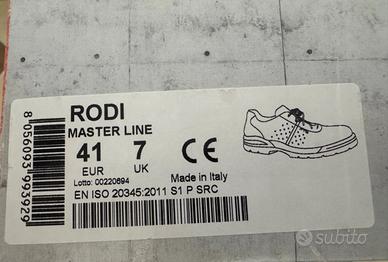 RODI
MASTER LINE
41 7
EUR UK
CE
Lotto: 00220694
Made in Italy
EN ISO 20345:2011 S1 P SRC
8 056093 993929
subito